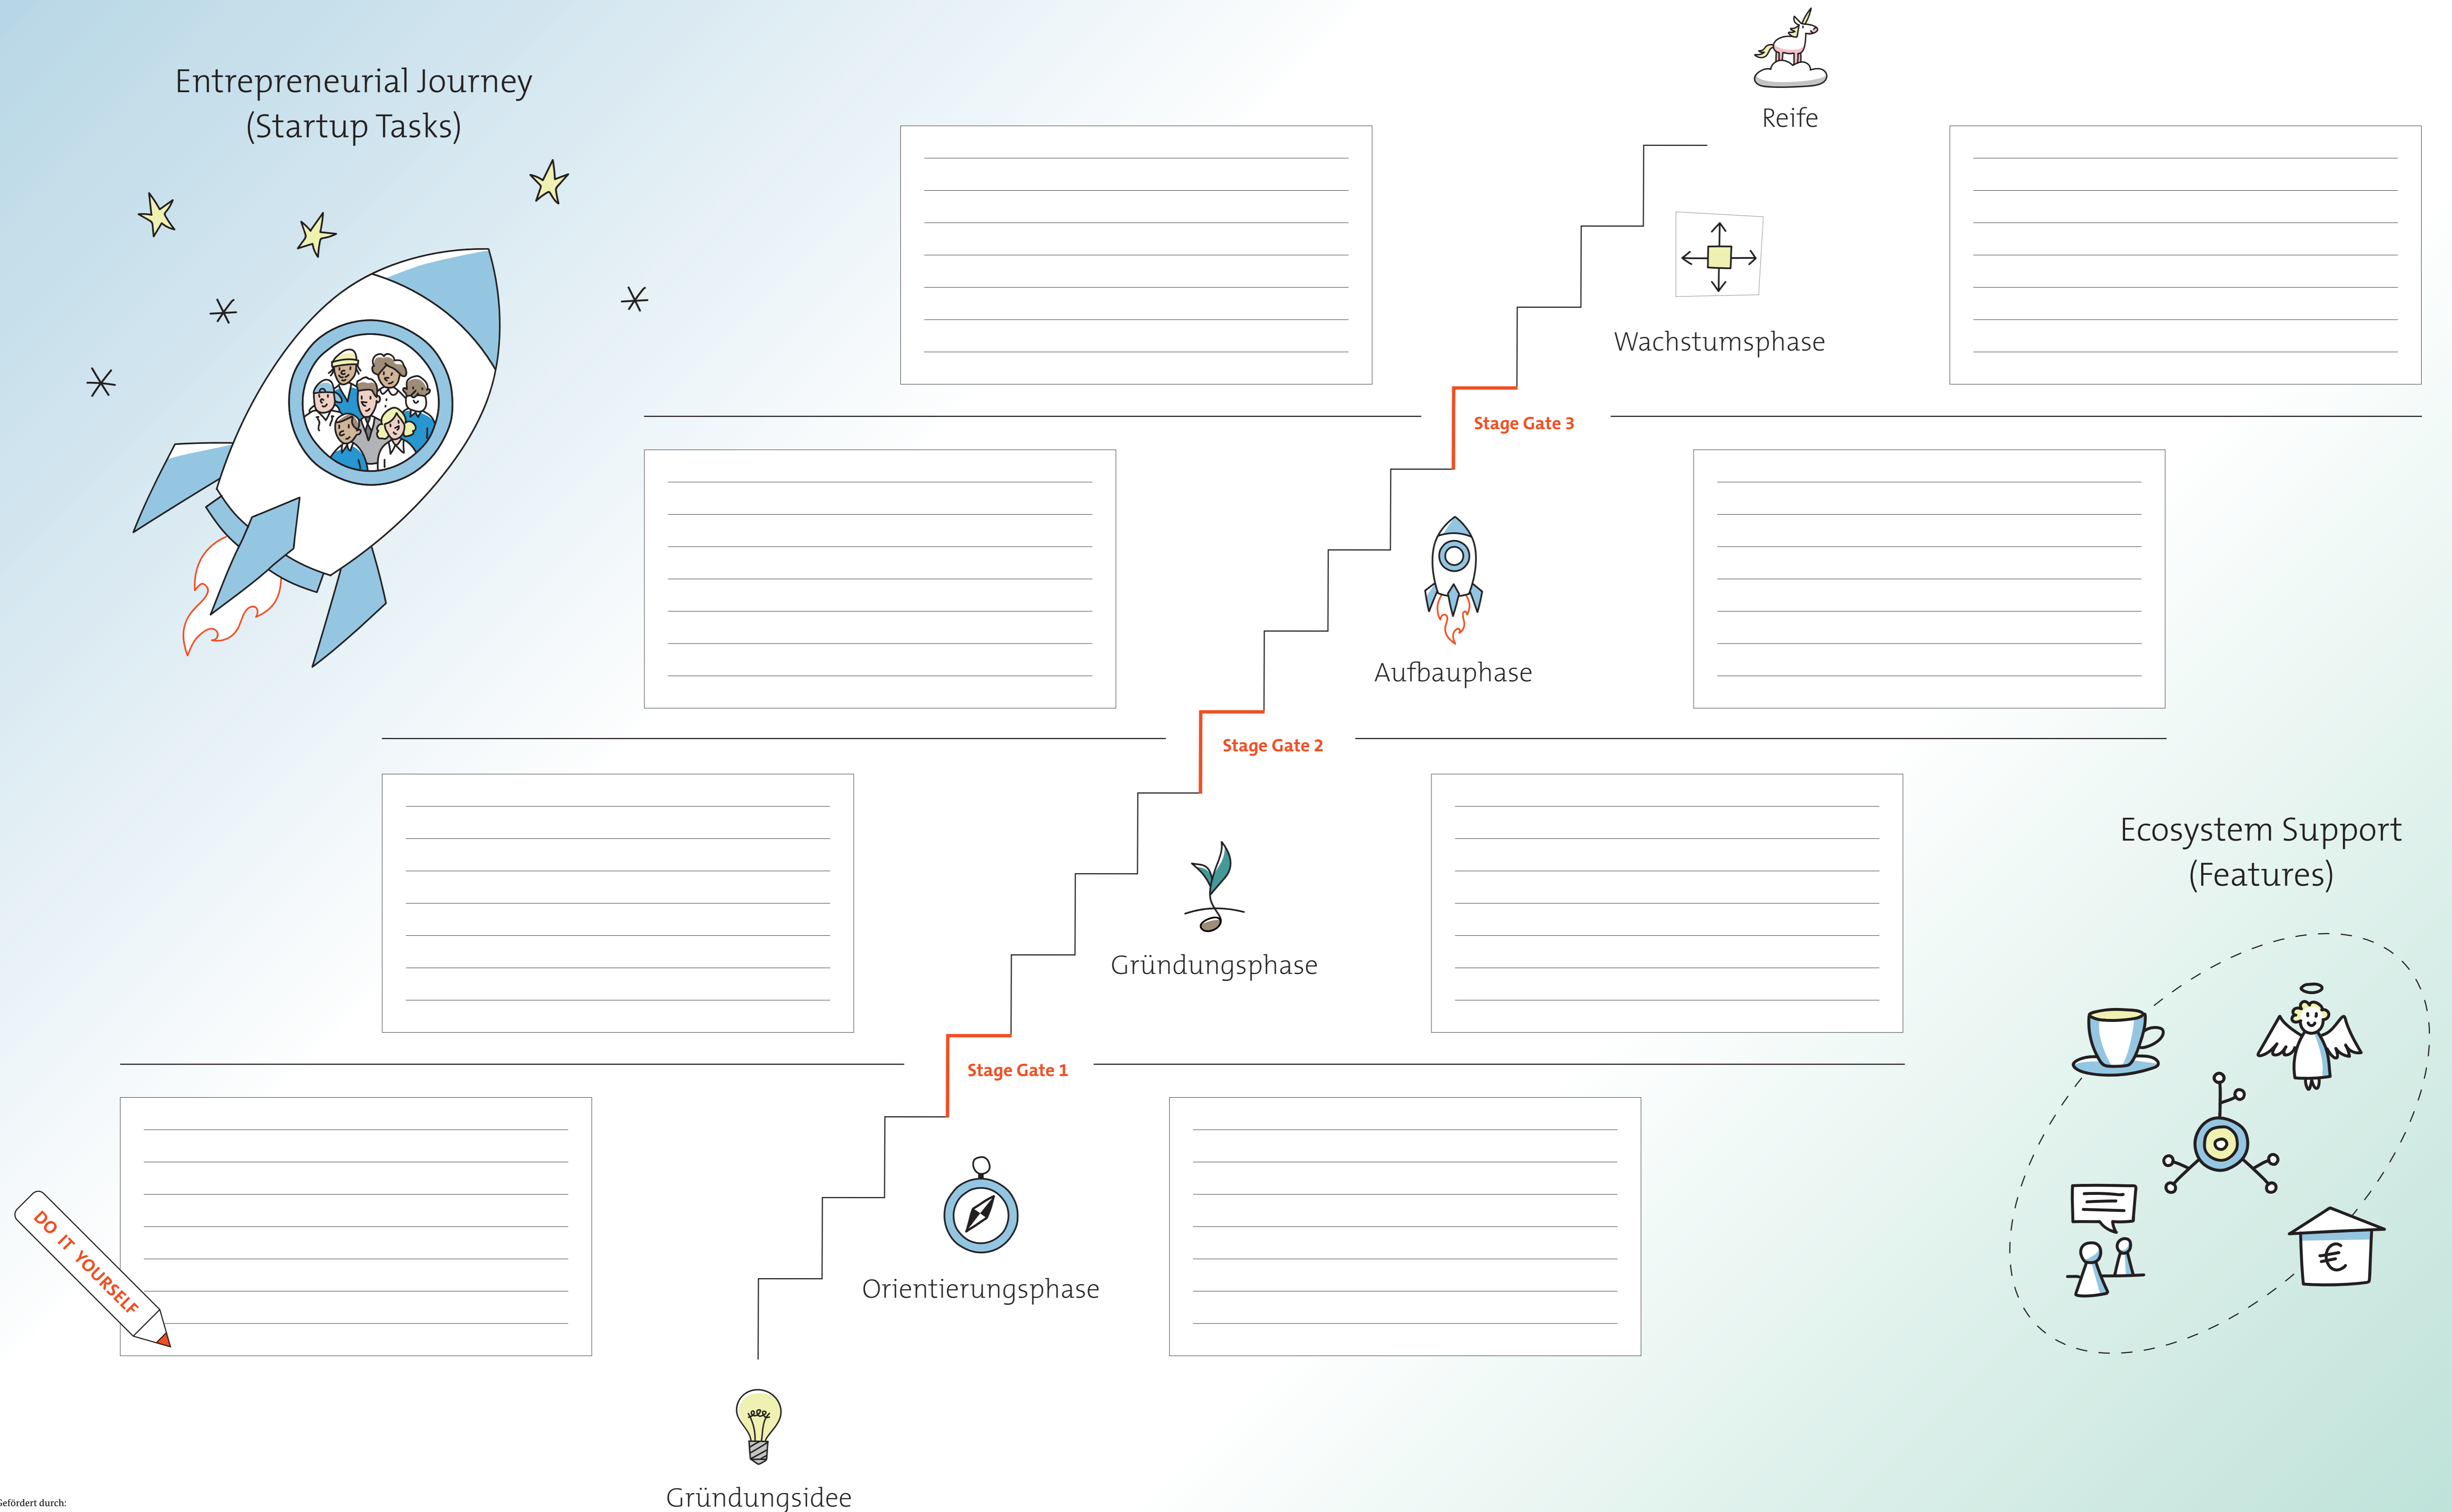 Entrepreneurial Journey
(Startup Tasks)
Reife
Wachstumsphase
Stage Gate 3
Aufbauphase
Stage Gate 2
Ecosystem Support
(Features)
Gründungsphase
Stage Gate 1
DO IT YOURSELF
Orientierungsphase
€
Gründungsidee
Gefördert durch: